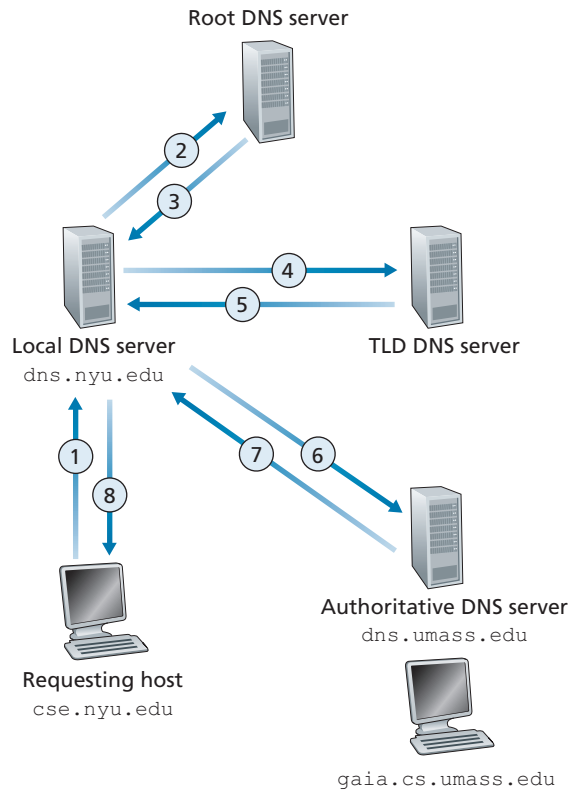 Root DNS server
2
3
4
5
Local DNS server
dns.nyu.edu
TLD DNS server
1
8
7
6
Requesting host
cse.nyu.edu
Authoritative DNS server
dns.umass.edu
gaia.cs.umass.edu